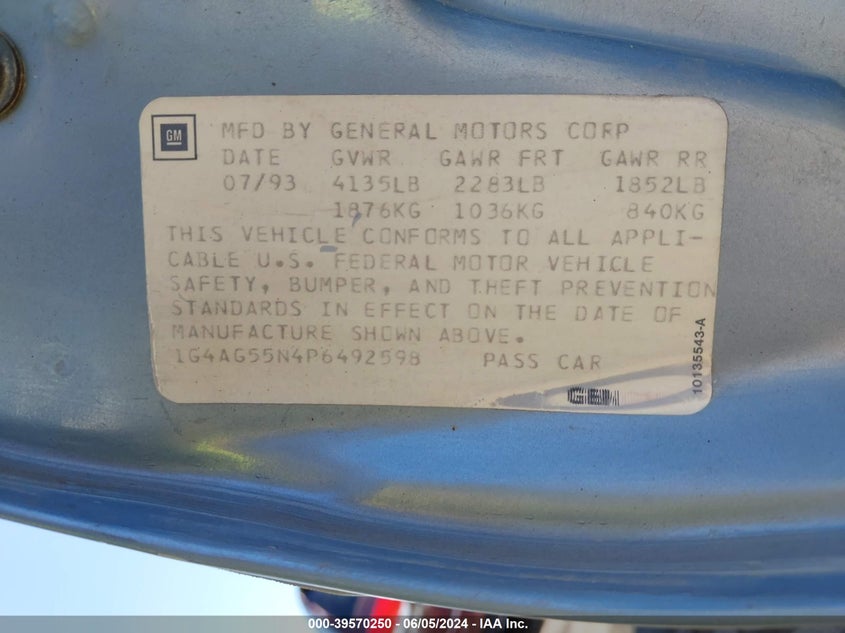 GM
MFD BY GENERAL MOTORS CORP
DATE GVWR GAWR FRT GAWR RR
07/93 4135LB 2283LB 1852LB
1876KG 1036KG 840KG
THIS VEHICLE CONFORMS TO ALL APPLI-
CABLE U.S. FEDERAL MOTOR VEHICLE
SAFETY, BUMPER, AND THEFT PREVENTION
STANDARDS IN EFFECT ON THE DATE OF
MANUFACTURE SHOWN ABOVE.
1G4AG55N4P6492598 PASS CAR
10135543-A
000-39570250 - 06/05/2024 - IAA Inc.